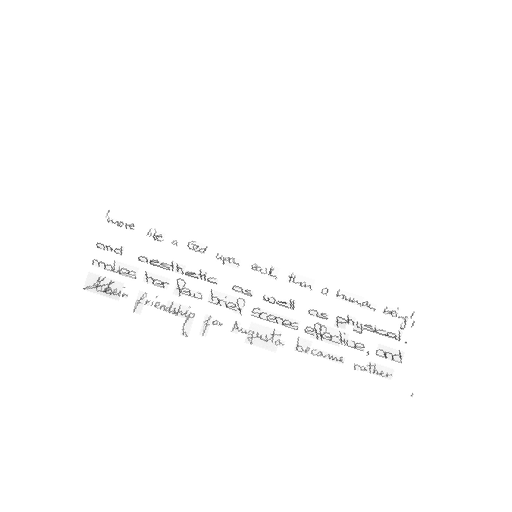 more like a God upon earth than a human being!
and aesthetic as well as physical.
makes her few brief scenes effective, and
their friendship for Augusta became rather